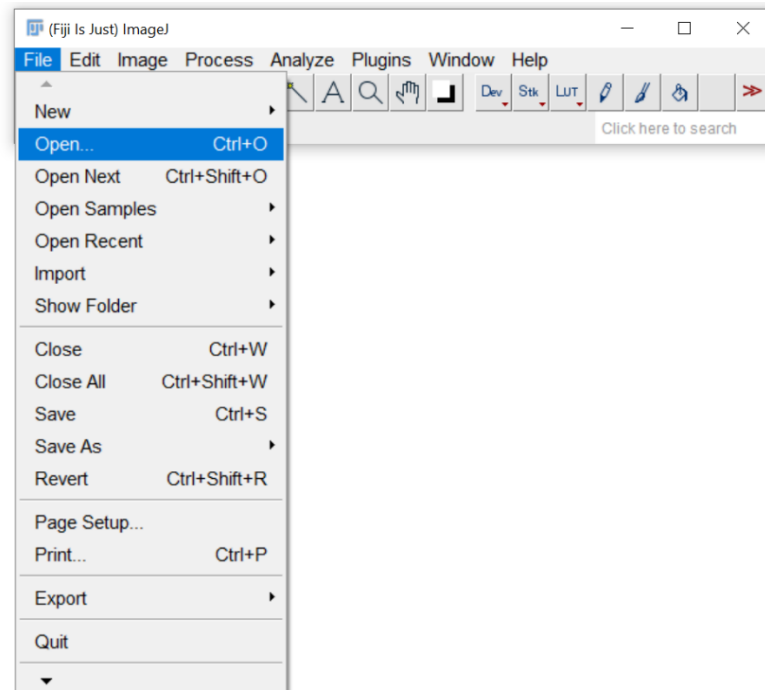 (Fiji Is Just) ImageJ
File Edit Image Process Analyze Plugins Window Help
Dev Stk LUT
Click here to search
New
Open... Ctrl+O
Open Next Ctrl+Shift+O
Open Samples
Open Recent
Import
Show Folder
Close Ctrl+W
Close All Ctrl+Shift+W
Save Ctrl+S
Save As
Revert Ctrl+Shift+R
Page Setup...
Print... Ctrl+P
Export
Quit